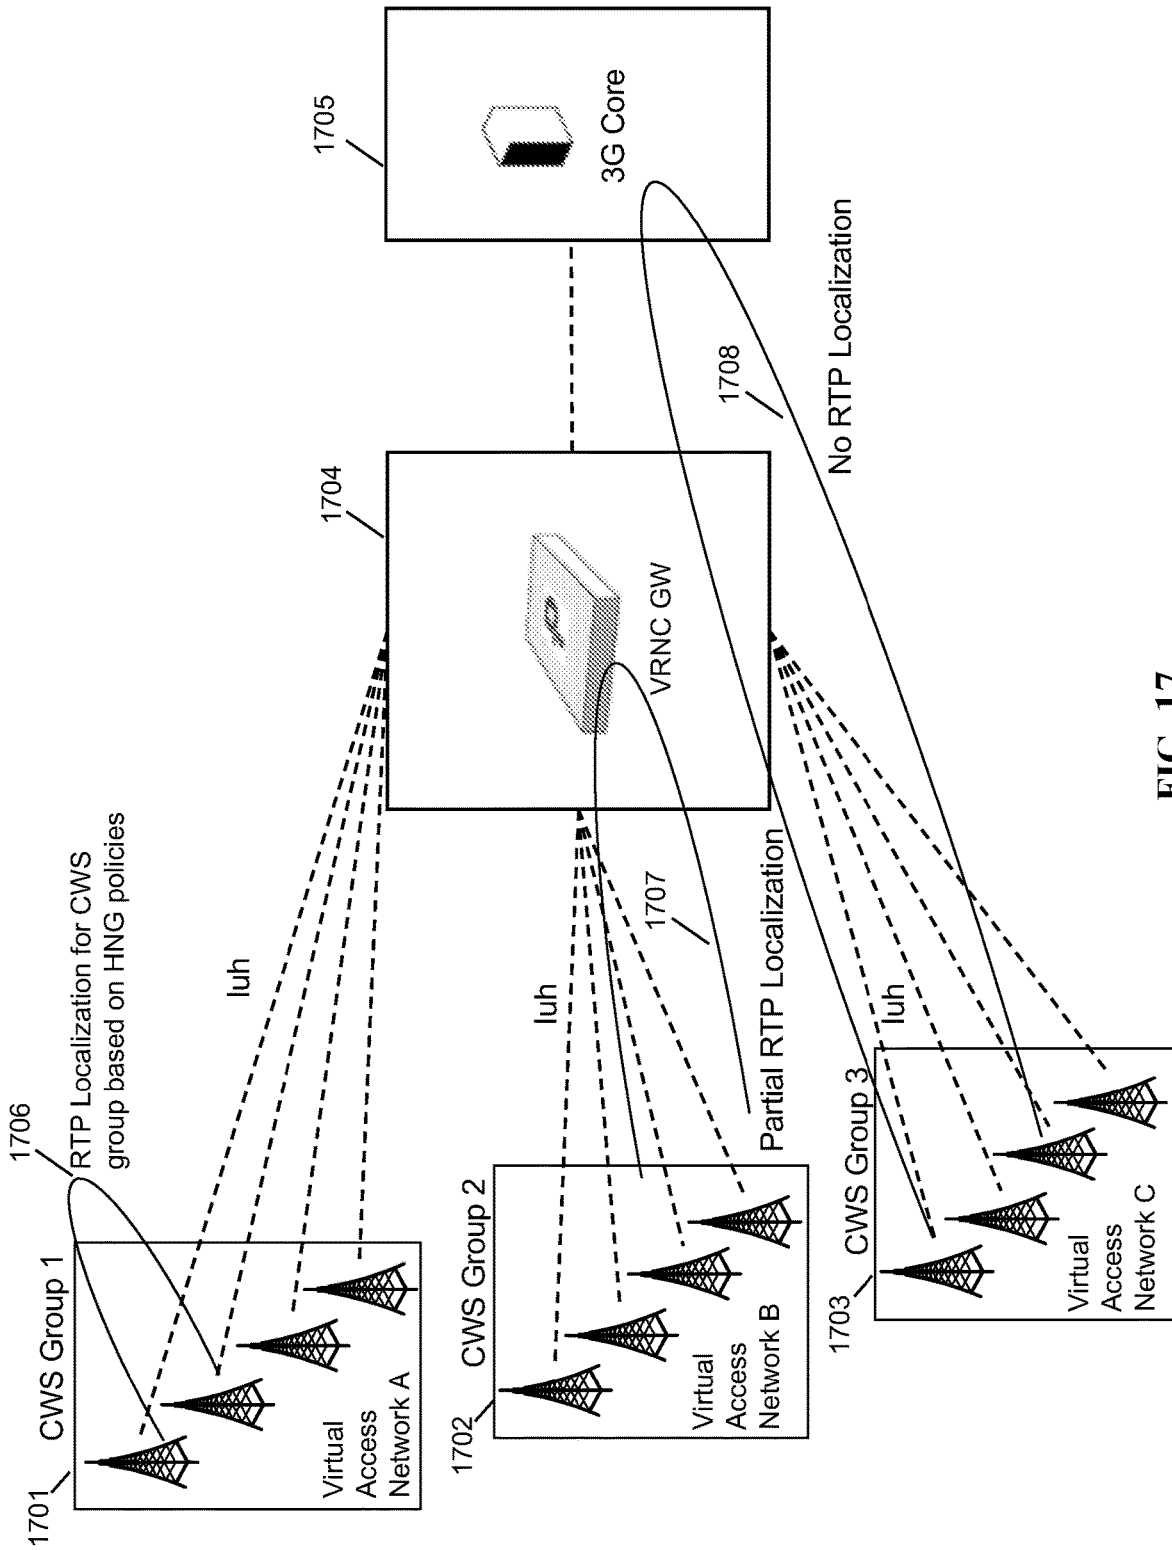 1701
CWS Group 1
Virtual
Access
Network A
1706
RTP Localization for CWS
group based on HNG policies
Iuh
1702
CWS Group 2
Virtual
Access
Network B
Iuh
1707
Partial RTP Localization
1703
CWS Group 3
Virtual
Access
Network C
Iuh
1704
VRNC GW
1708
No RTP Localization
1705
3G Core
FIG. 17